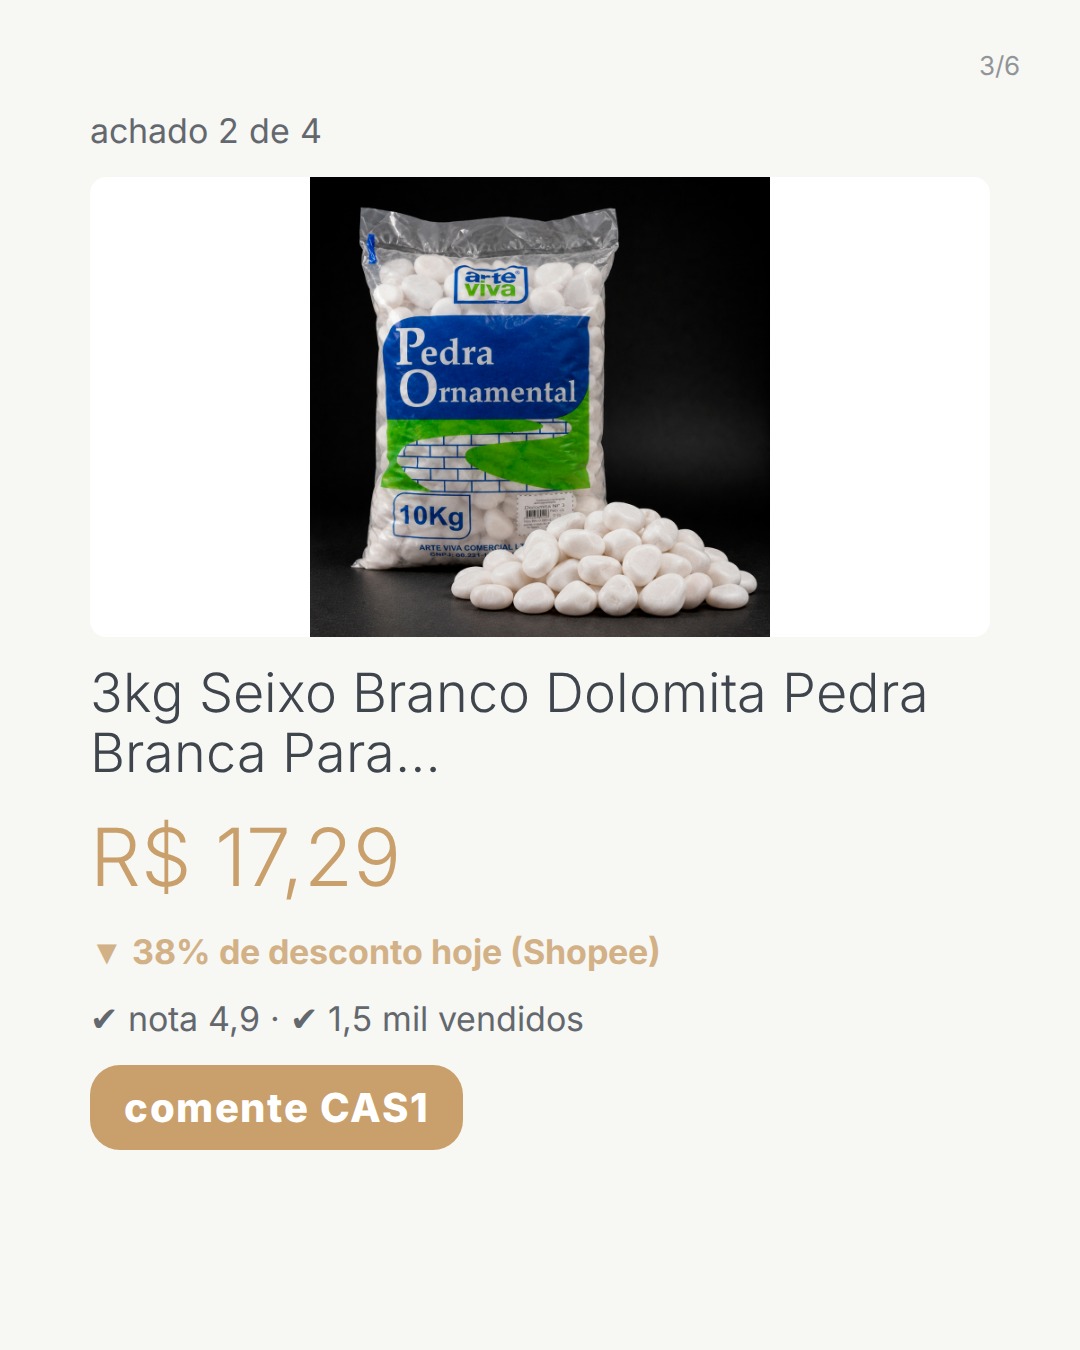 3/6
achado 2 de 4
arte
viva
Pedra
Ornamental
10Kg
ARTE VIVA COMERCIAL
3kg Seixo Branco Dolomita Pedra
Branca Para...
R$ 17,29
▼ 38% de desconto hoje (Shopee)
✔ nota 4,9 · ✔ 1,5 mil vendidos
comente CAS1